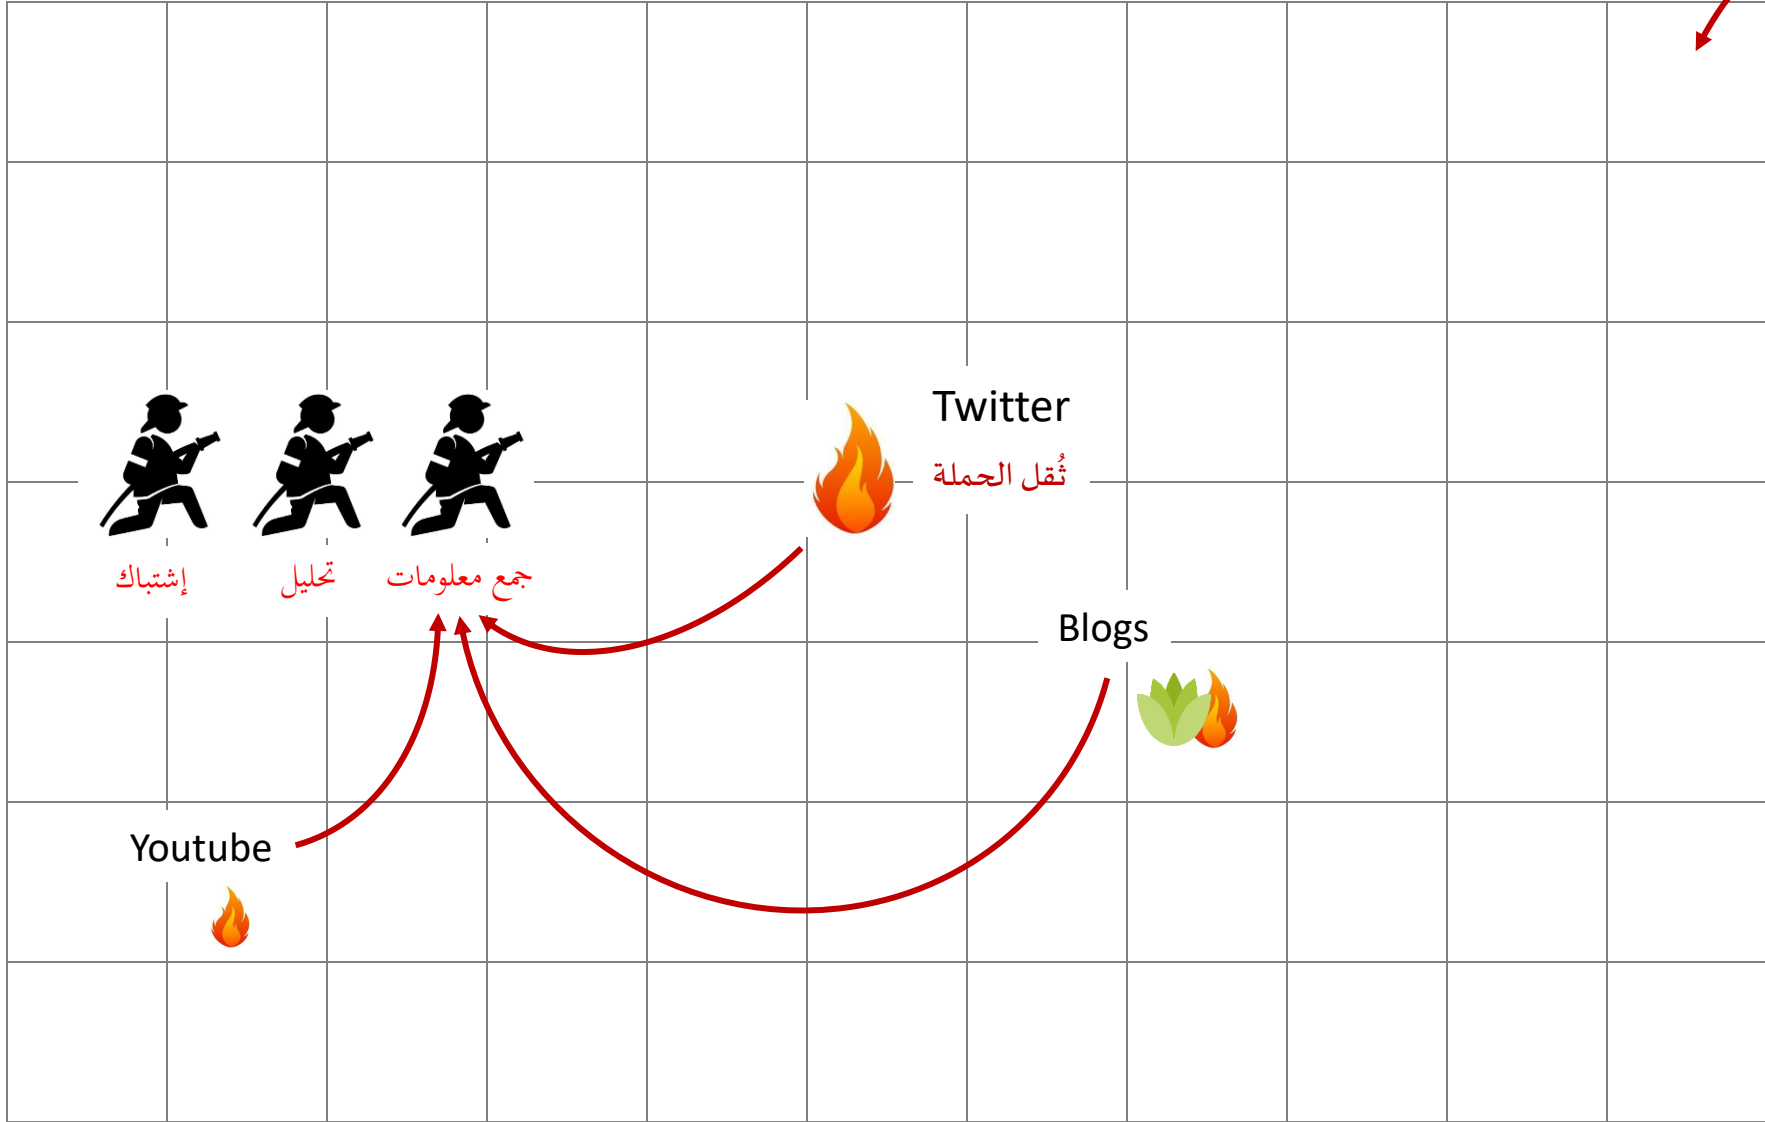 Twitter
ثُقل الحملة
جمع معلومات
تحليل
إشتباك
Blogs
Youtube